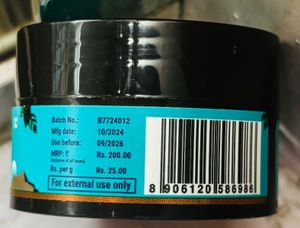 Batch No.: B7724012
Mfg date: 10/2024
Use before: 09/2026
MRP: ₹ Rs. 200.00
(Inclusive of all taxes)
Rs. per g Rs. 25.00
For external use only
8 906120 586986